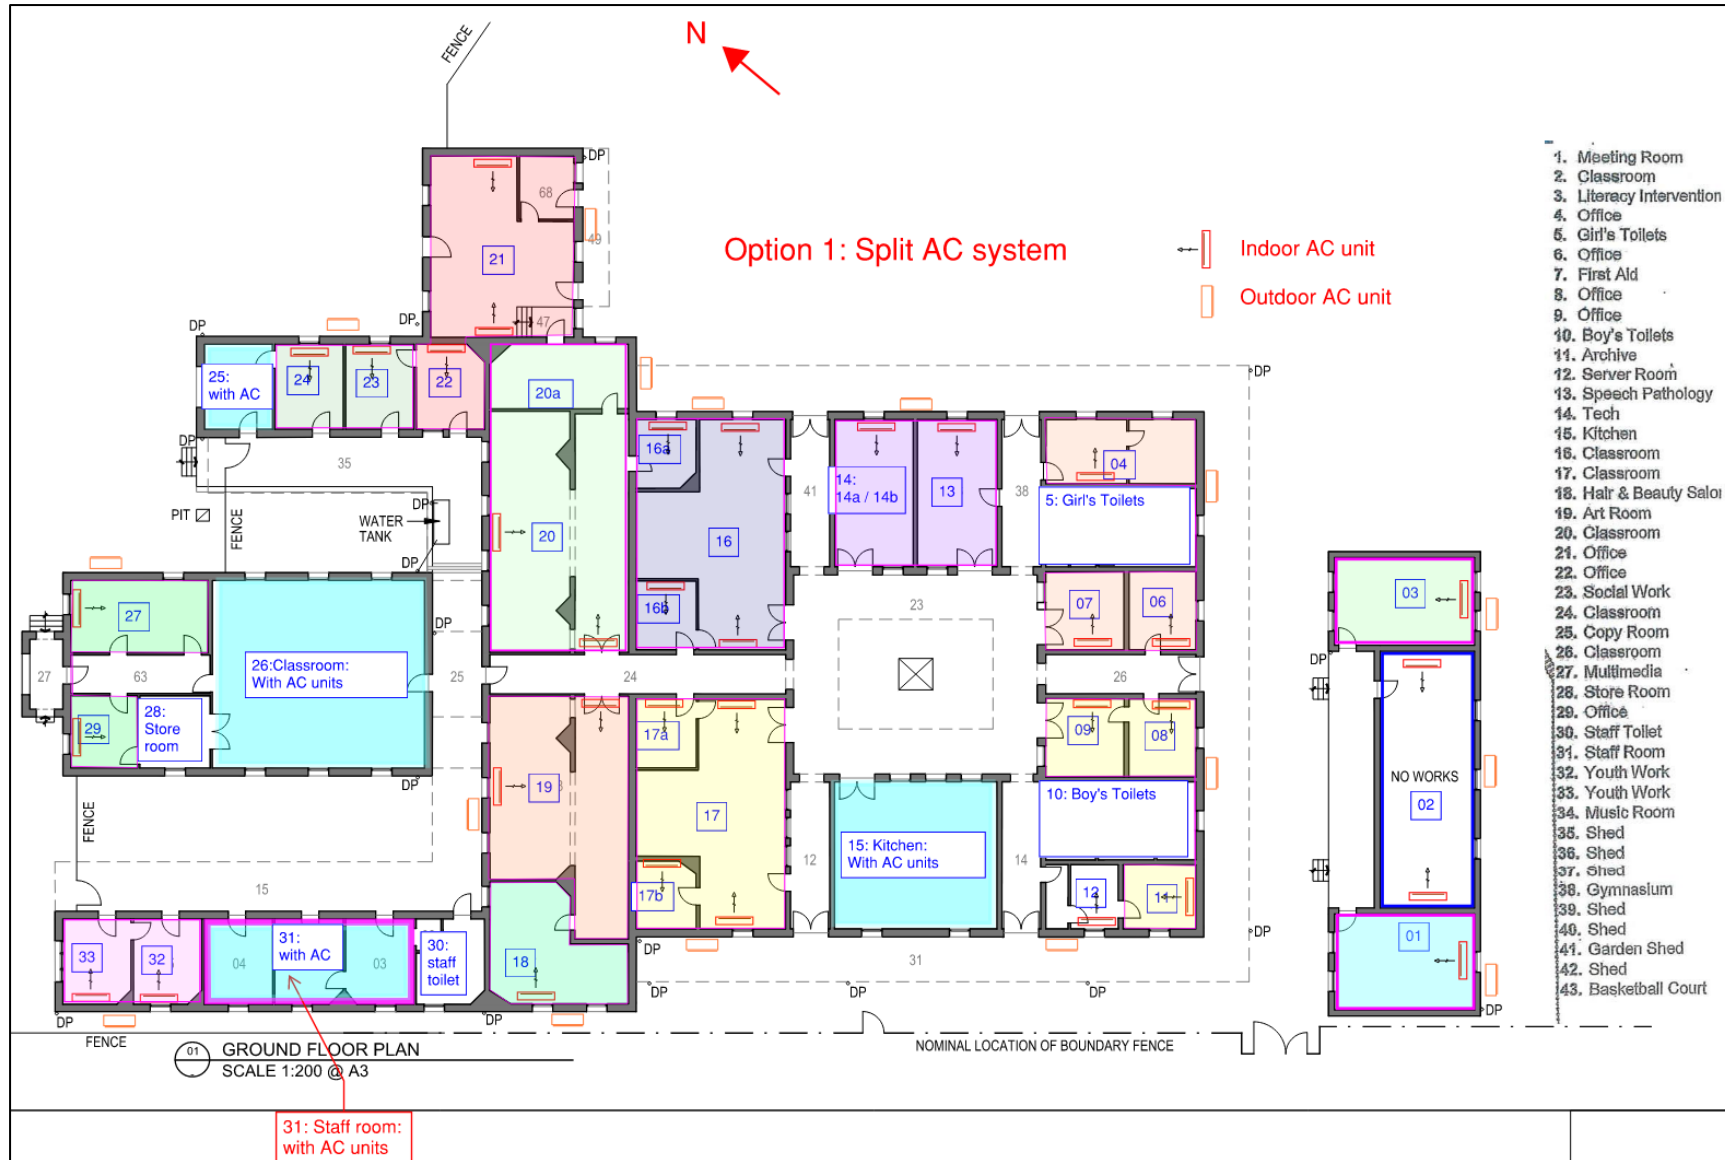 FENCE
N
DP
68
49
21
47
Option 1: Split AC system
Indoor AC unit
Outdoor AC unit
DP
DP
25:
with AC
24
23
22
20a
DP
DP
35
16a
41
14:
14a / 14b
13
38
04
5: Girl's Toilets
PIT
FENCE
DP
WATER
TANK
20
16
DP
27
16b
23
07
06
03
DP
26:Classroom:
With AC units
27
63
25
24
26
DP
28:
Store
room
29
17a
09
08
NO WORKS
02
DP
19
17
10: Boy's Toilets
FENCE
15: Kitchen:
With AC units
12
14
15
17b
12
11
33
32
04
31:
with AC
03
30:
staff
toilet
18
DP
31
DP
01
DP
DP
DP
DP
DP
DP
FENCE
01
GROUND FLOOR PLAN
SCALE 1:200 @ A3
NOMINAL LOCATION OF BOUNDARY FENCE
31: Staff room:
with AC units
1. Meeting Room
2. Classroom
3. Literacy Intervention
4. Office
5. Girl's Toilets
6. Office
7. First Aid
8. Office
9. Office
10. Boy's Toilets
11. Archive
12. Server Room
13. Speech Pathology
14. Tech
15. Kitchen
16. Classroom
17. Classroom
18. Hair & Beauty Salo
19. Art Room
20. Classroom
21. Office
22. Office
23. Social Work
24. Classroom
25. Copy Room
26. Classroom
27. Multimedia
28. Store Room
29. Office
30. Staff Toilet
31. Staff Room
32. Youth Work
33. Youth Work
34. Music Room
35. Shed
36. Shed
37. Shed
38. Gymnasium
39. Shed
40. Shed
41. Garden Shed
42. Shed
43. Basketball Court